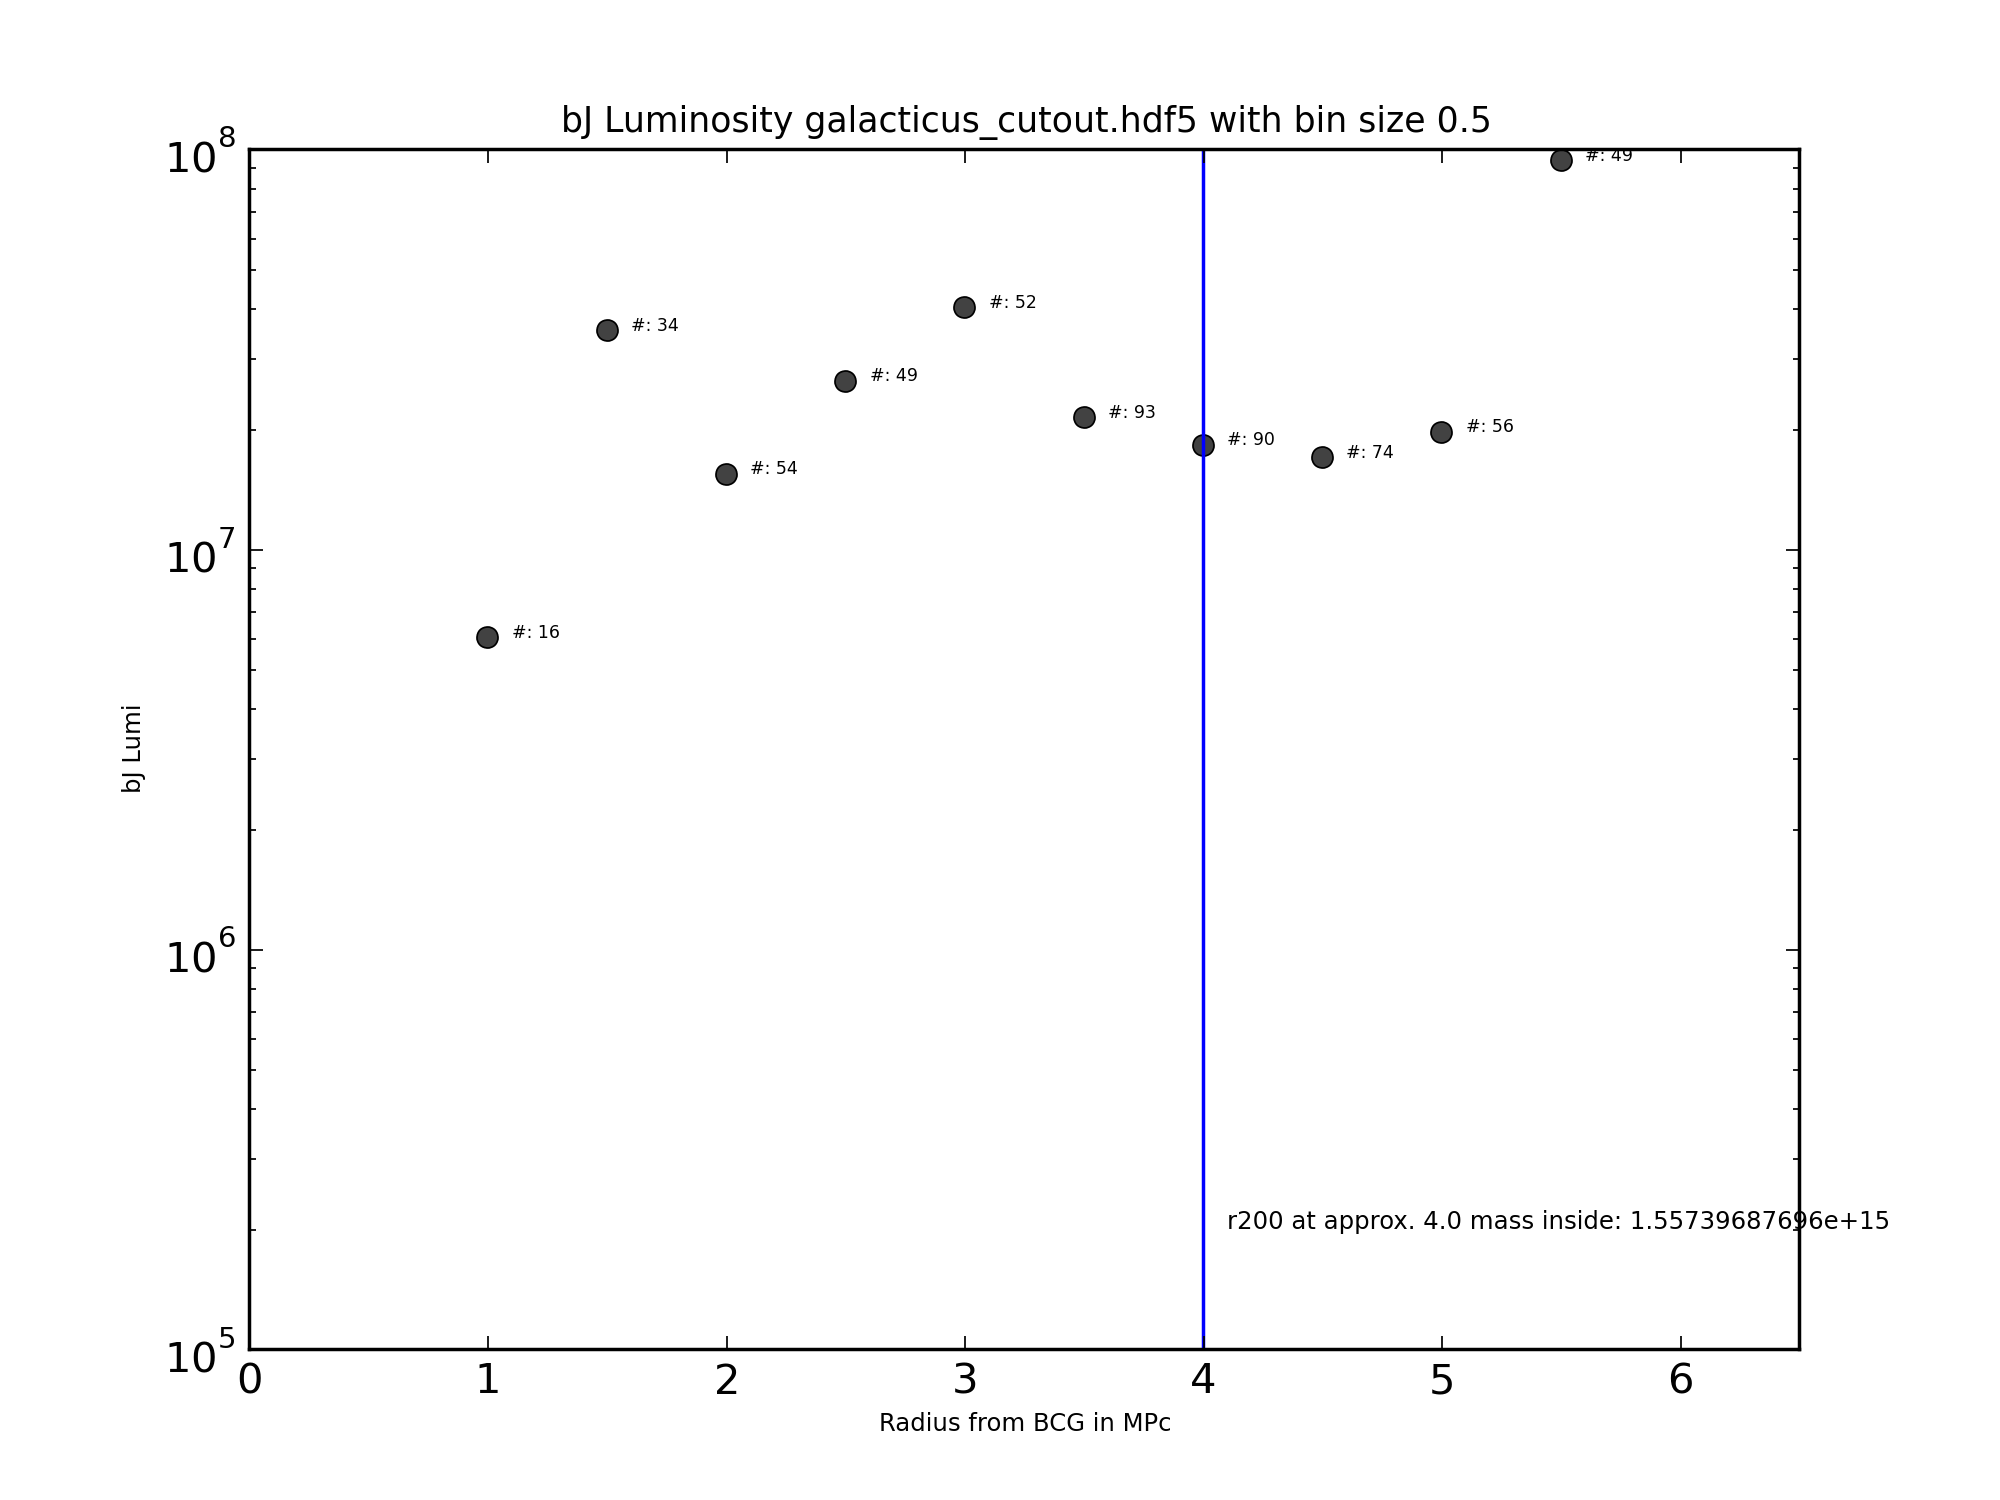 bJ Luminosity galacticus_cutout.hdf5 with bin size 0.5
10^8
#: 49
#: 52
#: 34
#: 49
#: 93
#: 56
#: 90
#: 74
#: 54
10^7
#: 16
bJ Lumi
10^6
r200 at approx. 4.0 mass inside: 1.55739687696e+15
10^5
0 1 2 3 4 5 6
Radius from BCG in MPc